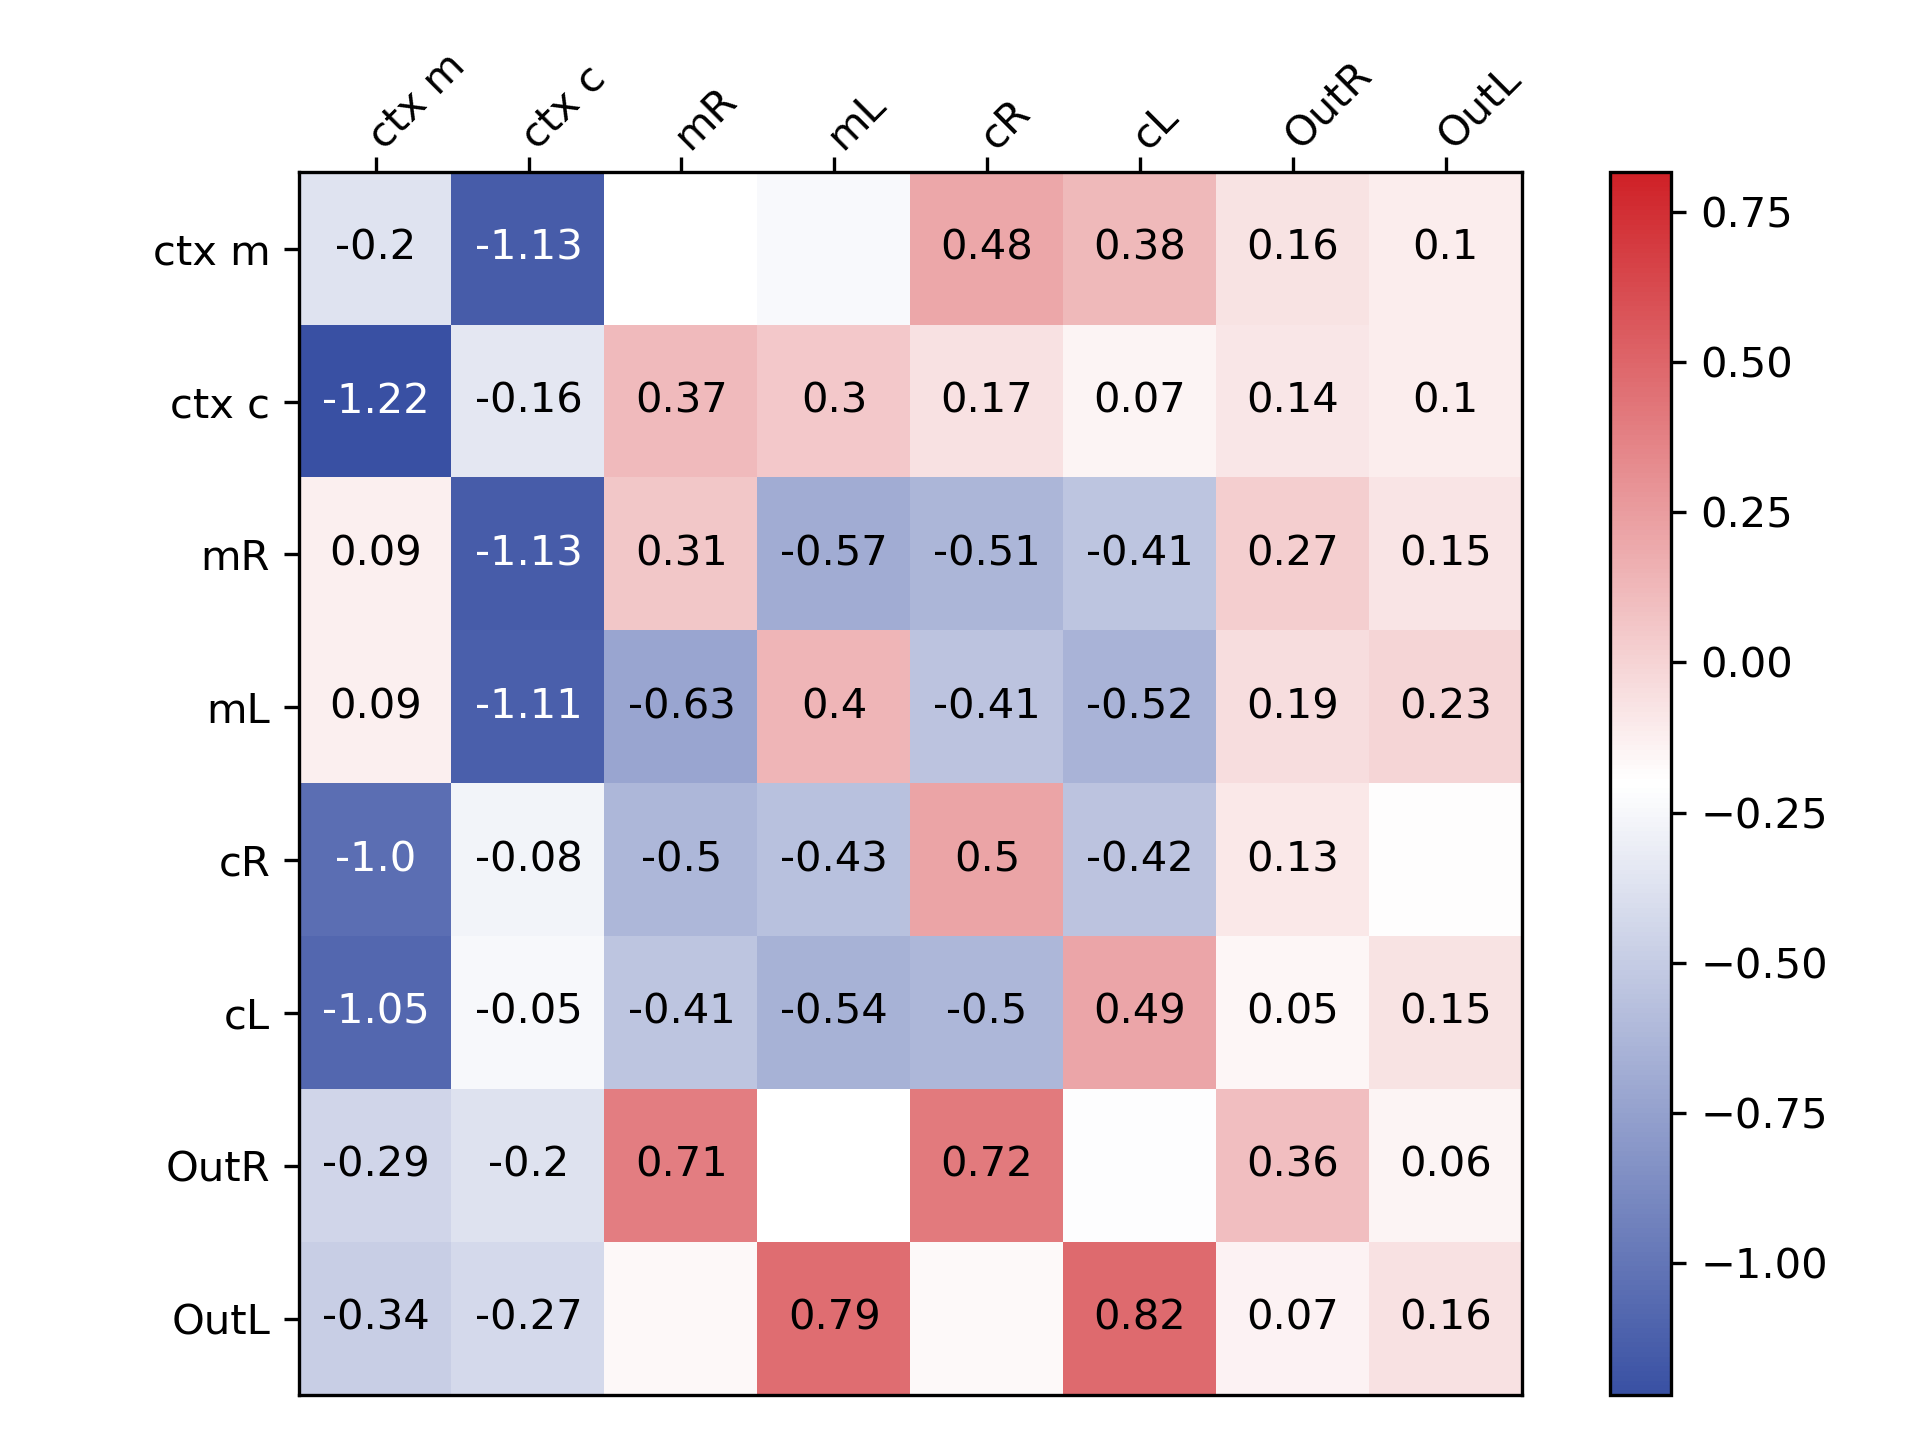 ctx m ctx c mR mL cR cL OutR OutL
ctx m -0.2 -1.13 0.48 0.38 0.16 0.1
ctx c -1.22 -0.16 0.37 0.3 0.17 0.07 0.14 0.1
mR 0.09 -1.13 0.31 -0.57 -0.51 -0.41 0.27 0.15
mL 0.09 -1.11 -0.63 0.4 -0.41 -0.52 0.19 0.23
cR -1.0 -0.08 -0.5 -0.43 0.5 -0.42 0.13
cL -1.05 -0.05 -0.41 -0.54 -0.5 0.49 0.05 0.15
OutR -0.29 -0.2 0.71 0.72 0.36 0.06
OutL -0.34 -0.27 0.79 0.82 0.07 0.16
0.75
0.50
0.25
0.00
−0.25
−0.50
−0.75
−1.00